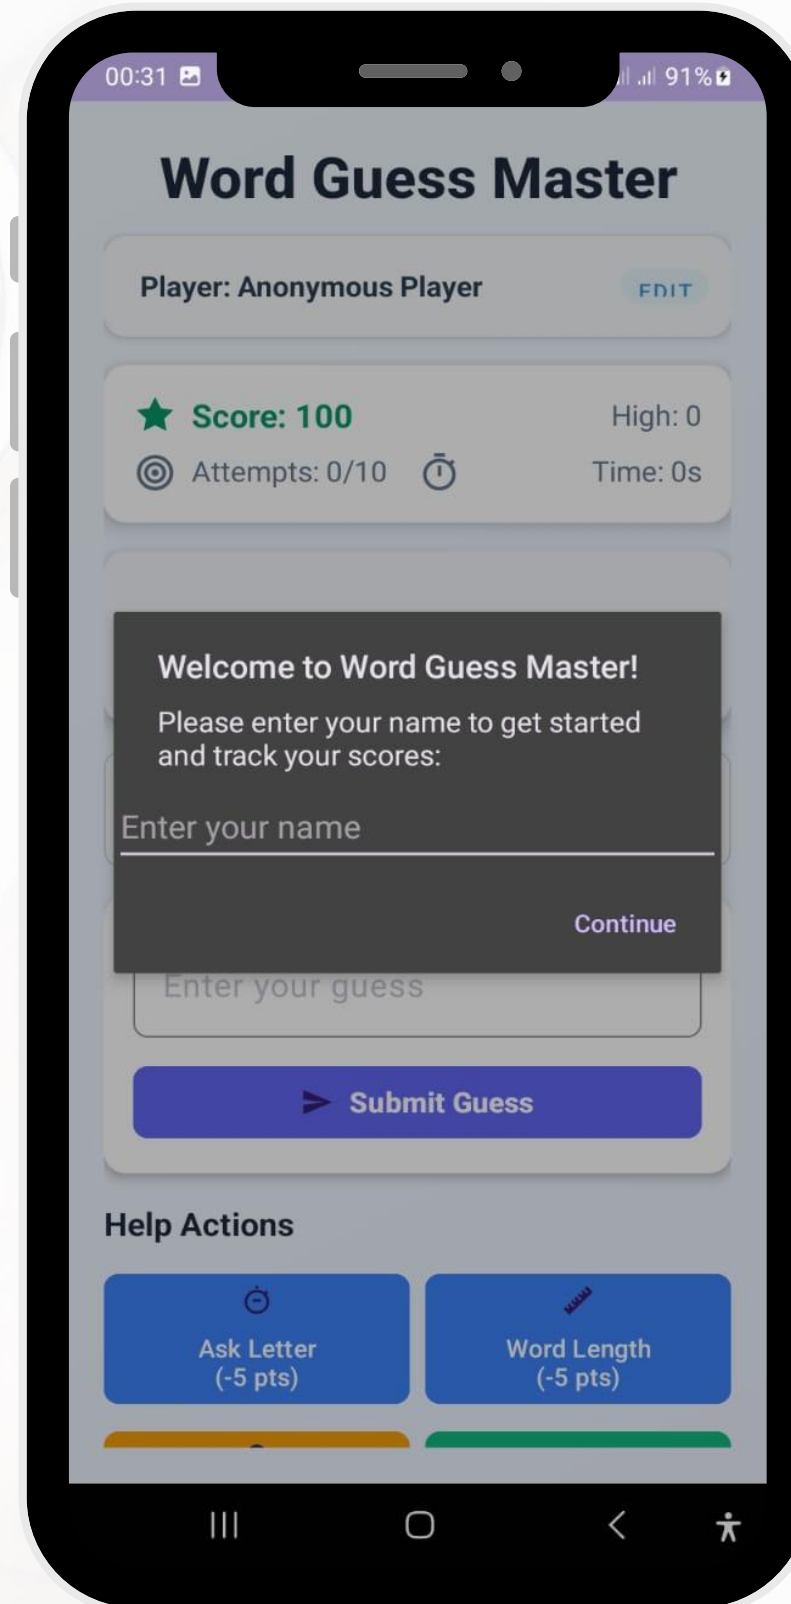 00:31
91%
Word Guess Master
Player: Anonymous Player
EDIT
Score: 100
High: 0
Attempts: 0/10
Time: 0s
Welcome to Word Guess Master!
Please enter your name to get started
and track your scores:
Enter your name
Continue
Enter your guess
Submit Guess
Help Actions
Ask Letter
(-5 pts)
Word Length
(-5 pts)